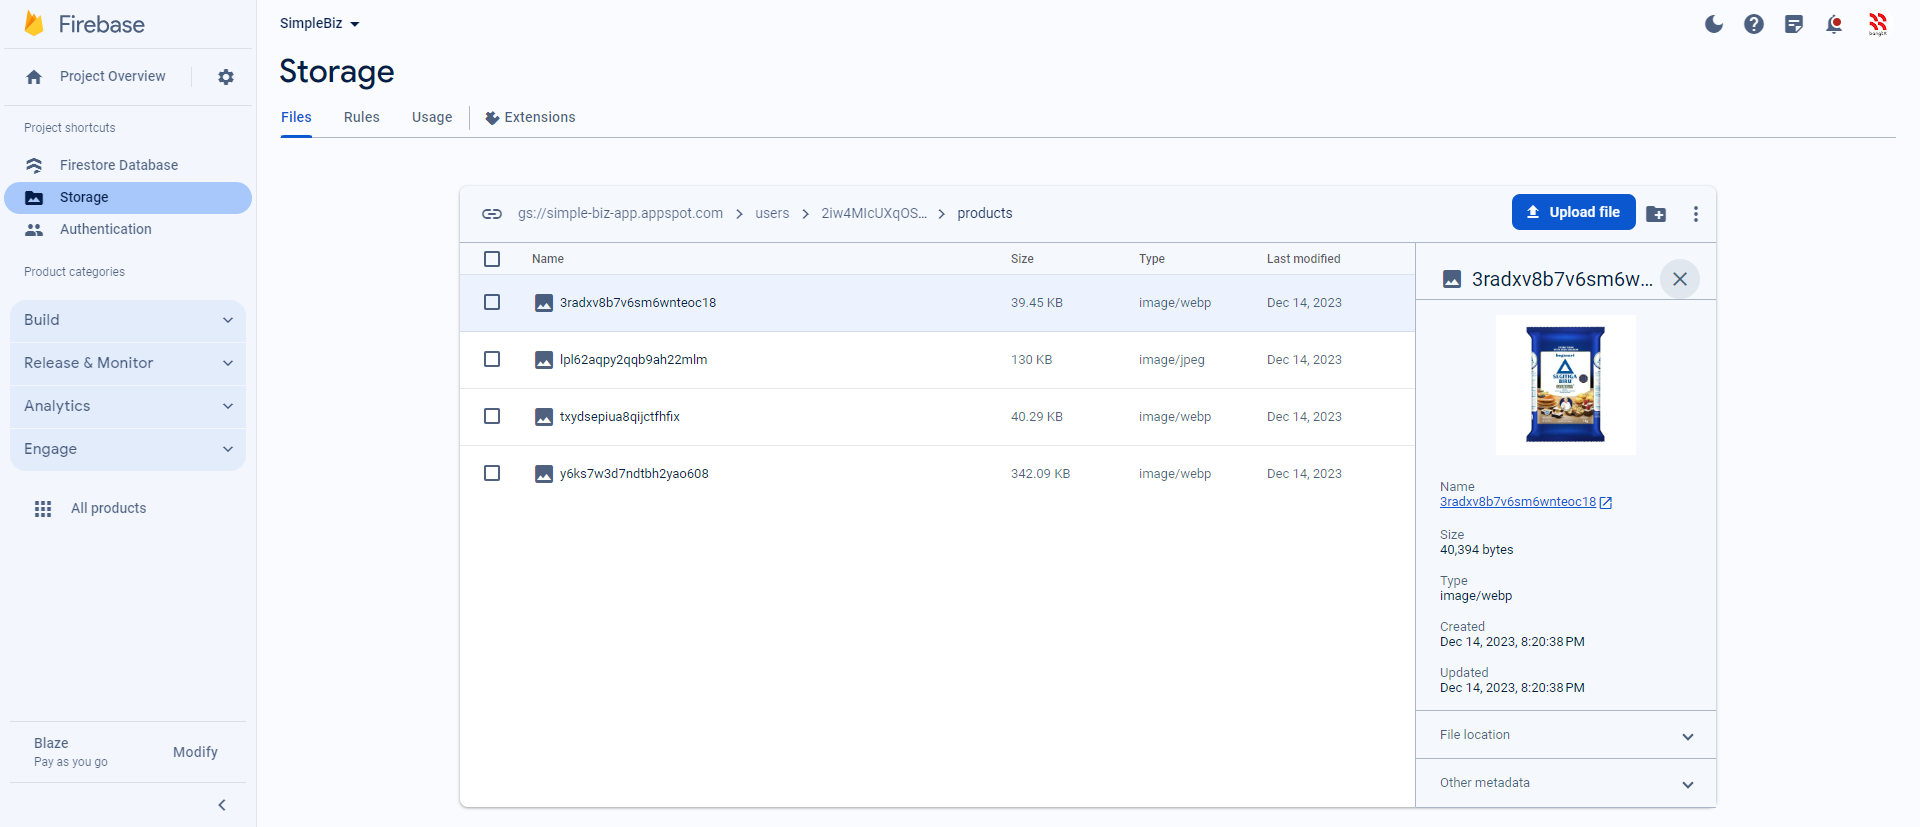 Firebase
SimpleBiz
Project Overview
Storage
Files Rules Usage Extensions
Project shortcuts
Firestore Database
Storage
Authentication
Product categories
Build
Release & Monitor
Analytics
Engage
All products
Blaze
Pay as you go
Modify
gs://simple-biz-app.appspot.com users 2iw4MIcUXqOS... products
Upload file
Name Size Type Last modified
3radxv8b7v6sm6wnteoc18 39.45 KB image/webp Dec 14, 2023
lpl62aqpy2qqb9ah22mlm 130 KB image/jpeg Dec 14, 2023
txydsepiua8qijctfhfix 40.29 KB image/webp Dec 14, 2023
y6ks7w3d7ndtbh2yao608 342.09 KB image/webp Dec 14, 2023
3radxv8b7v6sm6w...
SEGITIGA
BIRU
Name
3radxv8b7v6sm6wnteoc18
Size
40,394 bytes
Type
image/webp
Created
Dec 14, 2023, 8:20:38 PM
Updated
Dec 14, 2023, 8:20:38 PM
File location
Other metadata